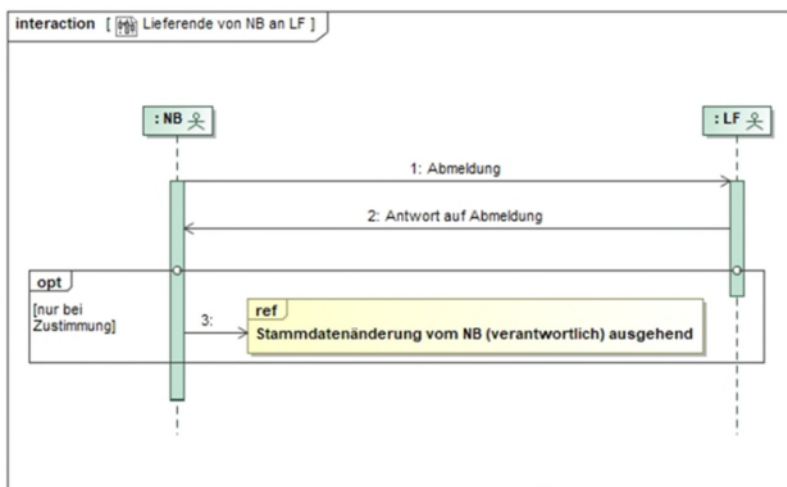 interaction [ Lieferende von NB an LF ]
: NB
: LF
1: Abmeldung
2: Antwort auf Abmeldung
opt
[nur bei
Zustimmung]
3:
ref
Stammdatenänderung vom NB (verantwortlich) ausgehend